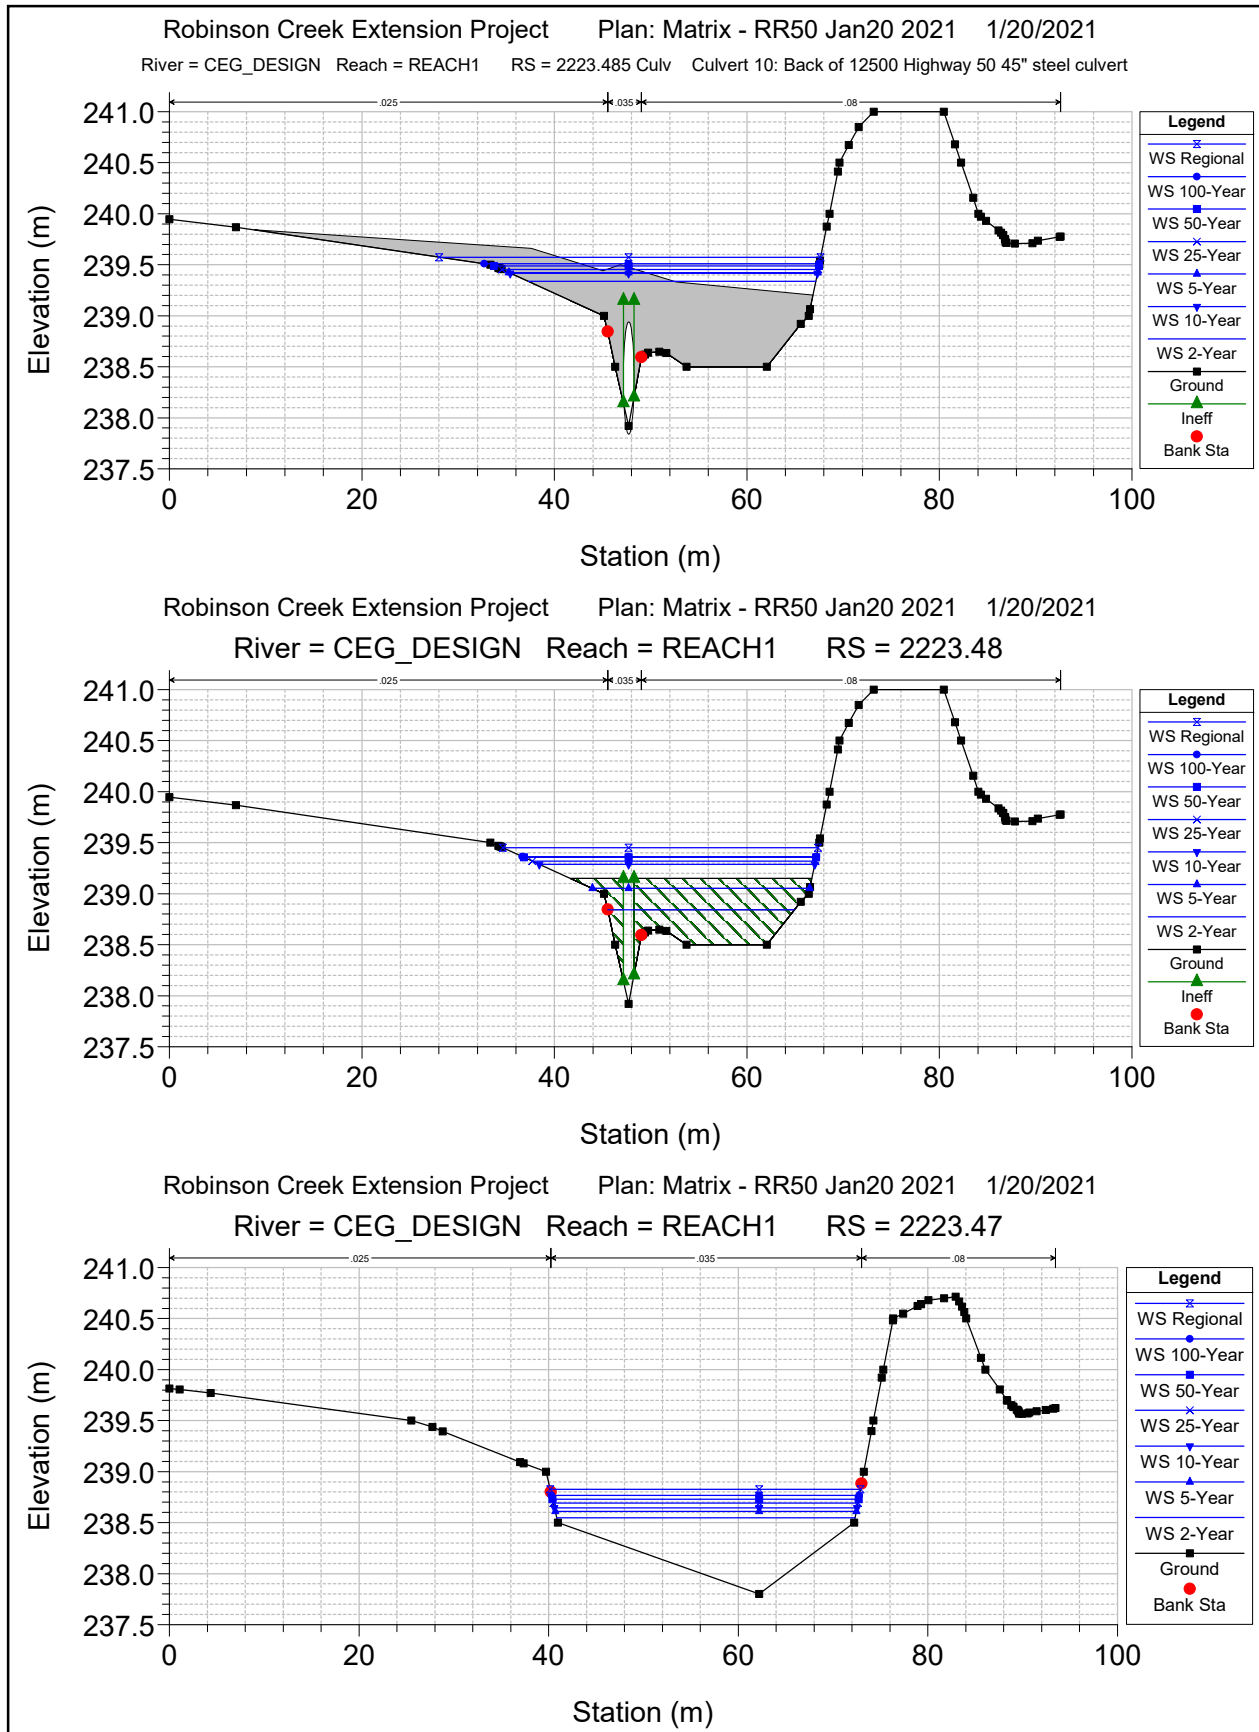 Robinson Creek Extension Project Plan: Matrix - RR50 Jan20 2021 1/20/2021
River = CEG_DESIGN Reach = REACH1 RS = 2223.485 Culv Culvert 10: Back of 12500 Highway 50 45" steel culvert
.025 .035 .08
241.0
240.5
240.0
239.5
239.0
238.5
238.0
237.5
Elevation (m)
0 20 40 60 80 100
Station (m)
Legend
WS Regional
WS 100-Year
WS 50-Year
WS 25-Year
WS 5-Year
WS 10-Year
WS 2-Year
Ground
Ineff
Bank Sta
Robinson Creek Extension Project Plan: Matrix - RR50 Jan20 2021 1/20/2021
River = CEG_DESIGN Reach = REACH1 RS = 2223.48
.025 .035 .08
241.0
240.5
240.0
239.5
239.0
238.5
238.0
237.5
Elevation (m)
0 20 40 60 80 100
Station (m)
Legend
WS Regional
WS 100-Year
WS 50-Year
WS 25-Year
WS 10-Year
WS 5-Year
WS 2-Year
Ground
Ineff
Bank Sta
Robinson Creek Extension Project Plan: Matrix - RR50 Jan20 2021 1/20/2021
River = CEG_DESIGN Reach = REACH1 RS = 2223.47
.025 .035 .08
241.0
240.5
240.0
239.5
239.0
238.5
238.0
237.5
Elevation (m)
0 20 40 60 80 100
Station (m)
Legend
WS Regional
WS 100-Year
WS 50-Year
WS 25-Year
WS 10-Year
WS 5-Year
WS 2-Year
Ground
Bank Sta